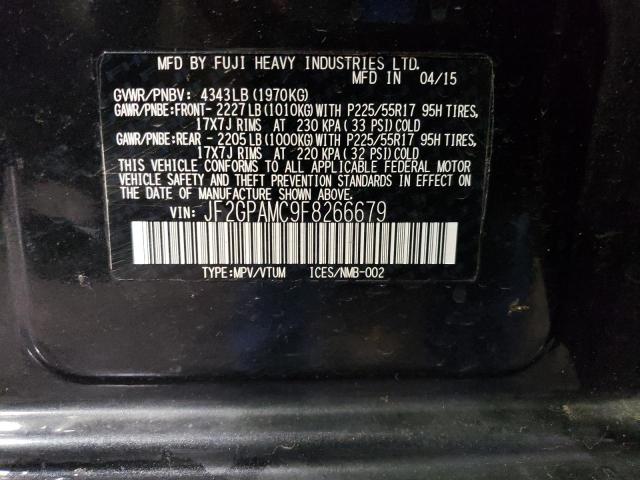 MFD BY FUJI HEAVY INDUSTRIES LTD.
MFD IN 04/15
GVWR/PNBV: 4343LB (1970KG)
GAWR/PNBE:FRONT- 2227LB(1010KG)WITH P225/55R17 95H TIRES,
17X7J RIMS AT 230 KPA(33 PSI)COLD
GAWR/PNBE:REAR - 2205LB(1000KG)WITH P225/55R17 95H TIRES,
17X7J RIMS AT 220 KPA(32 PSI)COLD
THIS VEHICLE CONFORMS TO ALL APPLICABLE FEDERAL MOTOR
VEHICLE SAFETY AND THEFT PREVENTION STANDARDS IN EFFECT
ON THE DATE OF MANUFACTURE SHOWN ABOVE.
VIN: JF2GPAMC9F8266679
TYPE:MPV/VTUM ICES/NMB-002